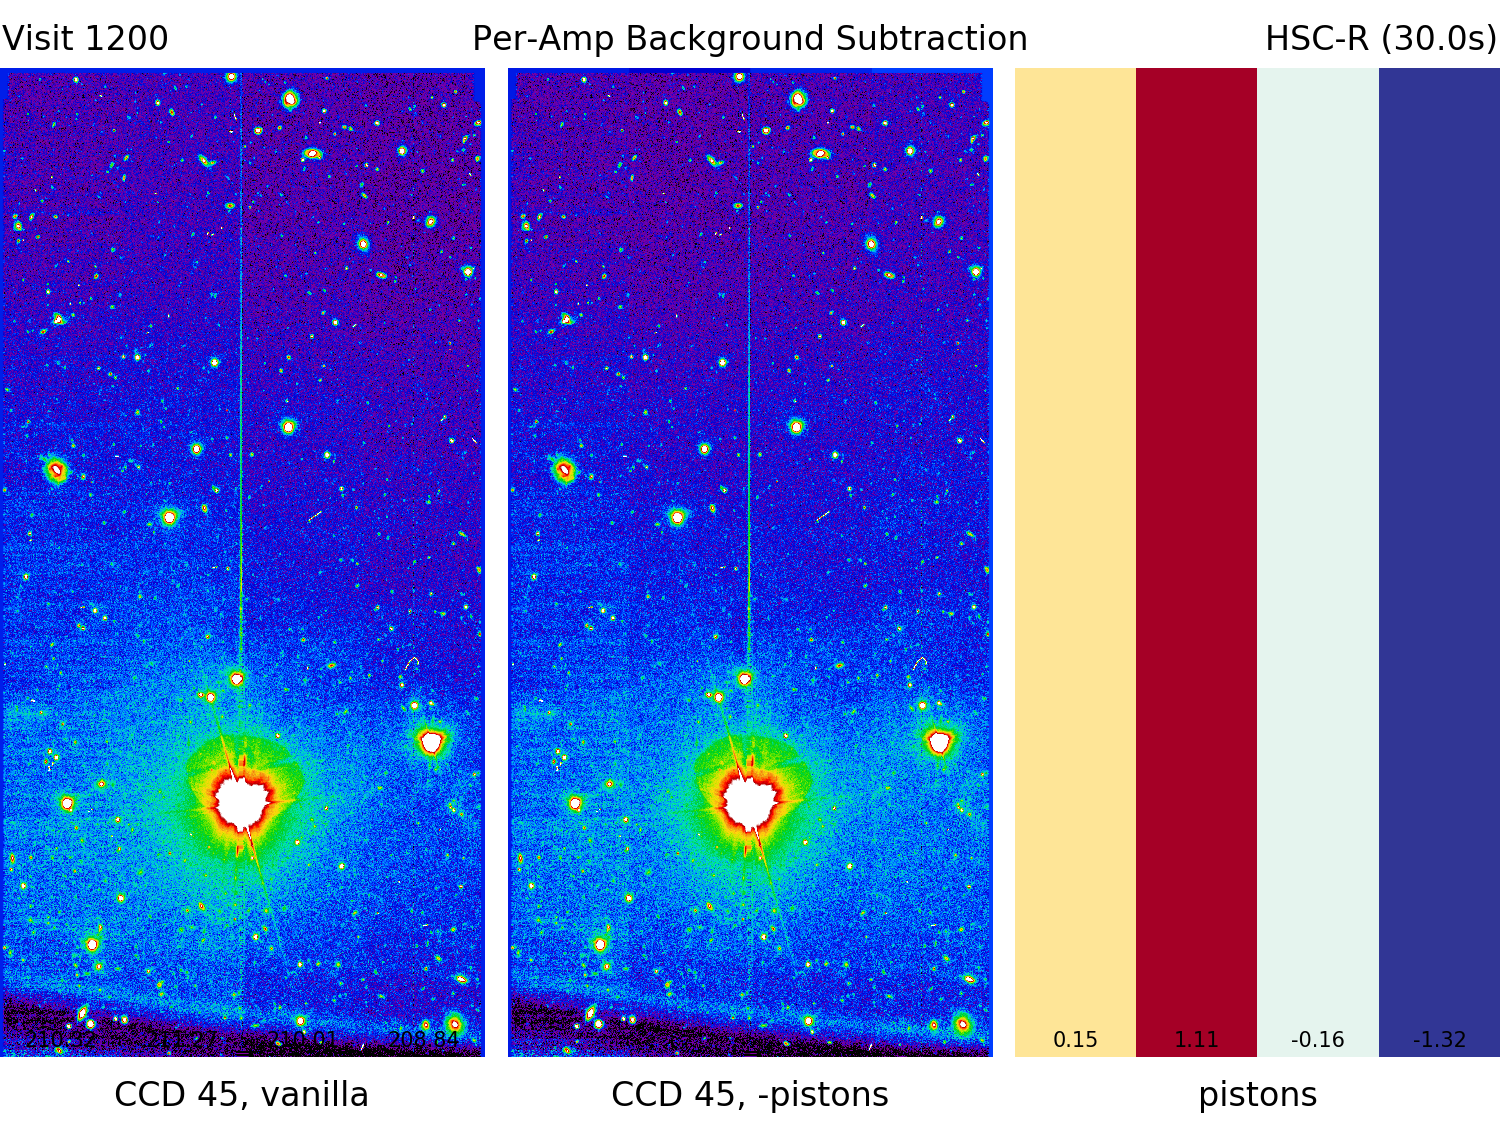 Visit 1200 Per-Amp Background Subtraction HSC-R (30.0s)
210.32 211.27 210.01 208.84 0.15 1.11 -0.16 -1.32
CCD 45, vanilla CCD 45, -pistons pistons